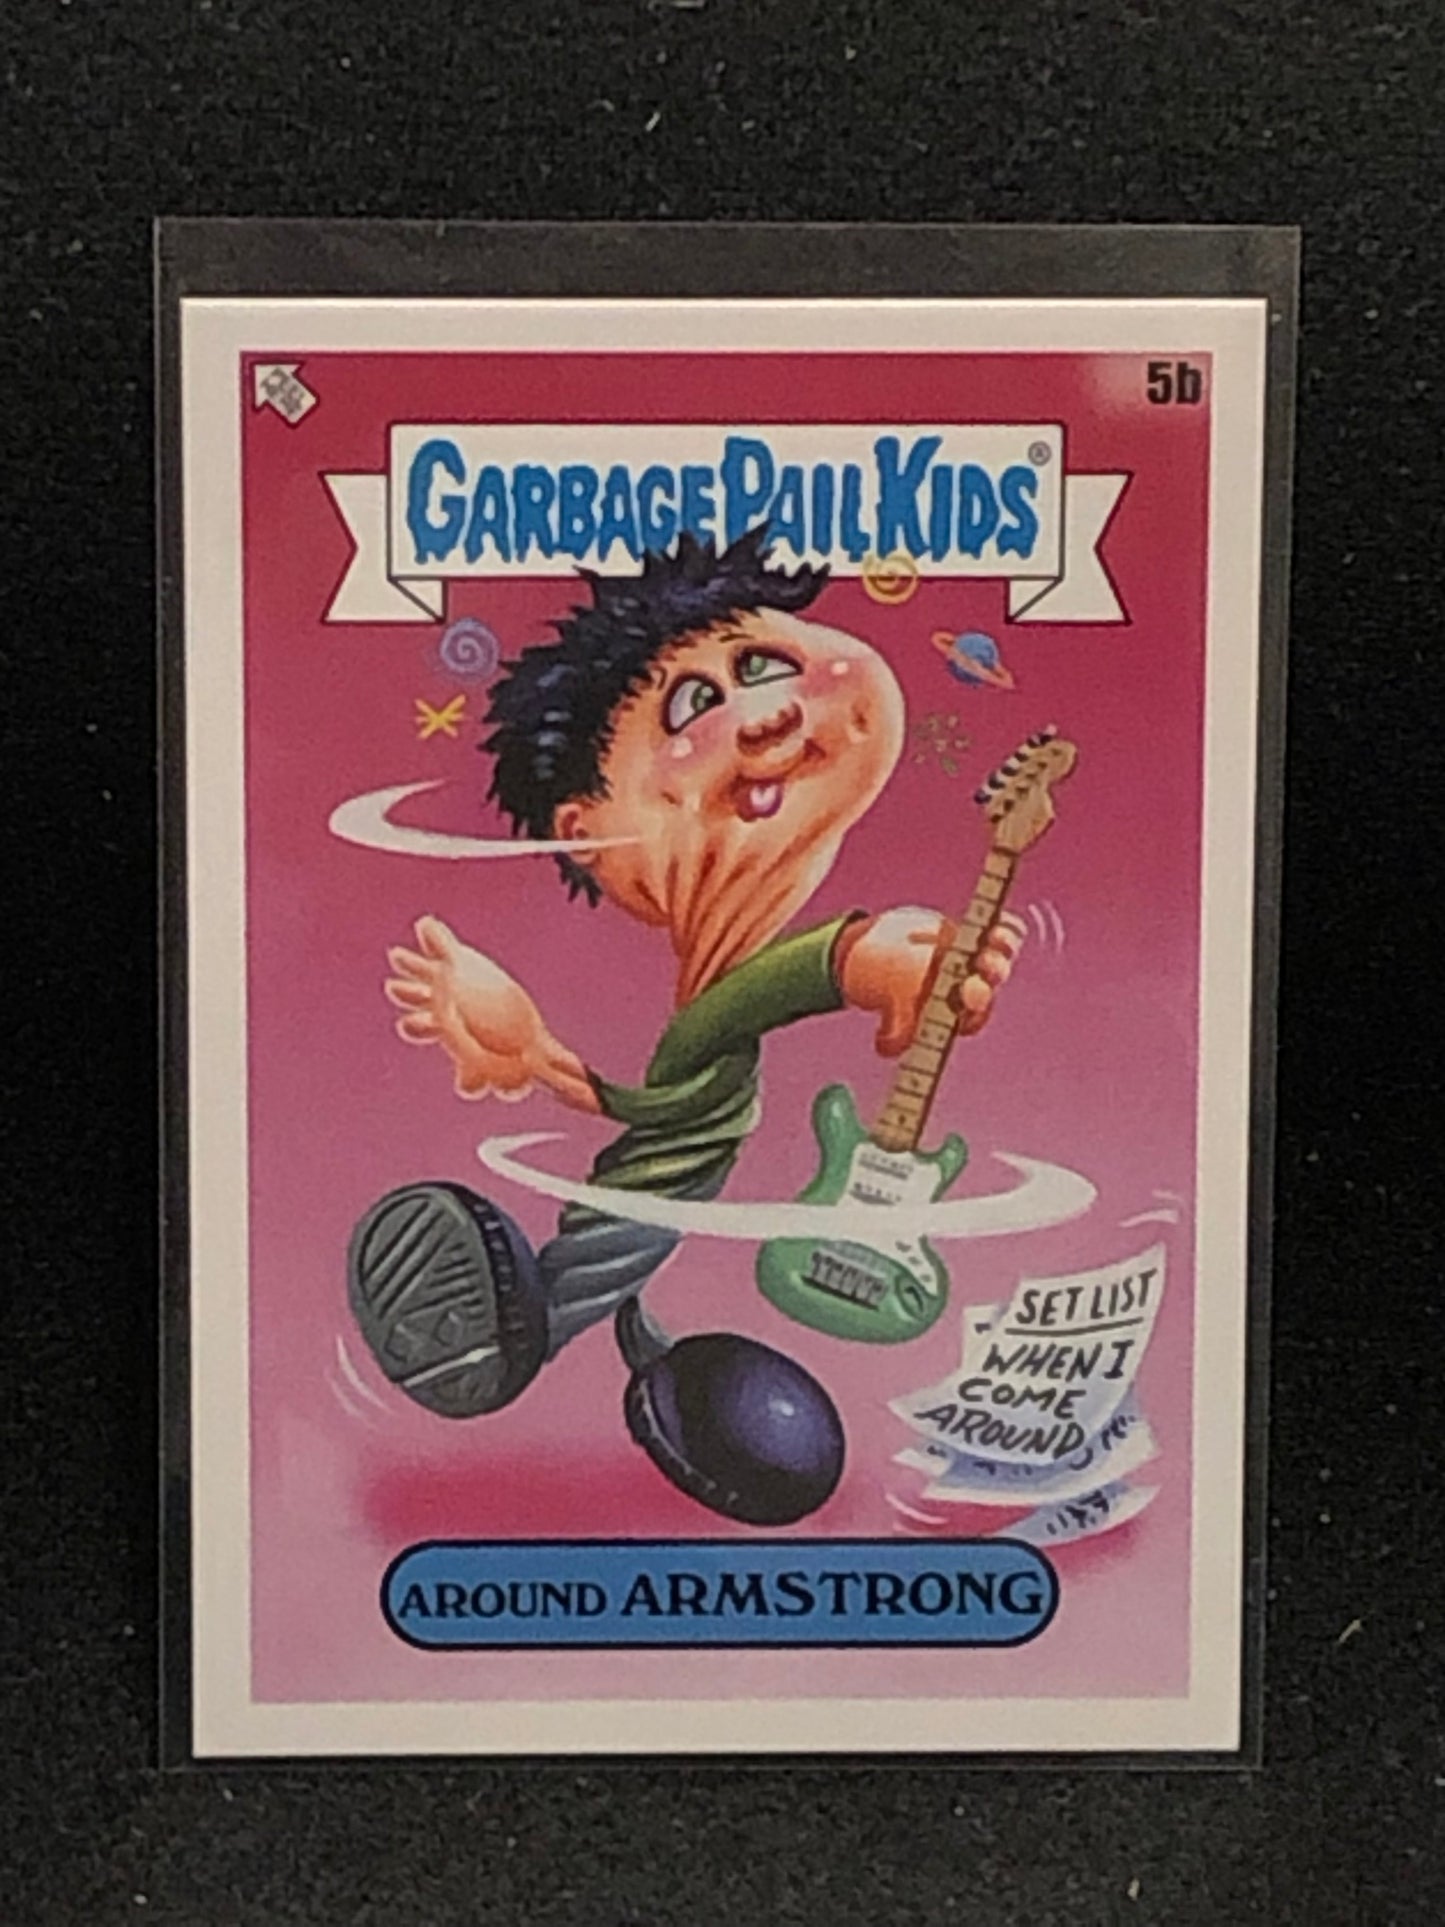 5b
GARBAGE PAIL KIDS®
SET LIST
WHEN I
COME
AROUND
AROUND ARMSTRONG